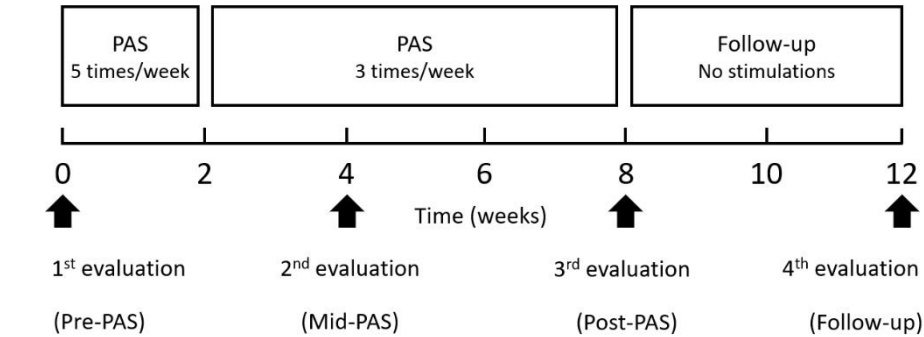 PAS
5 times/week
PAS
3 times/week
Follow-up
No stimulations
0 2 4 6 8 10 12
Time (weeks)
1st evaluation 2nd evaluation 3rd evaluation 4th evaluation
(Pre-PAS) (Mid-PAS) (Post-PAS) (Follow-up)